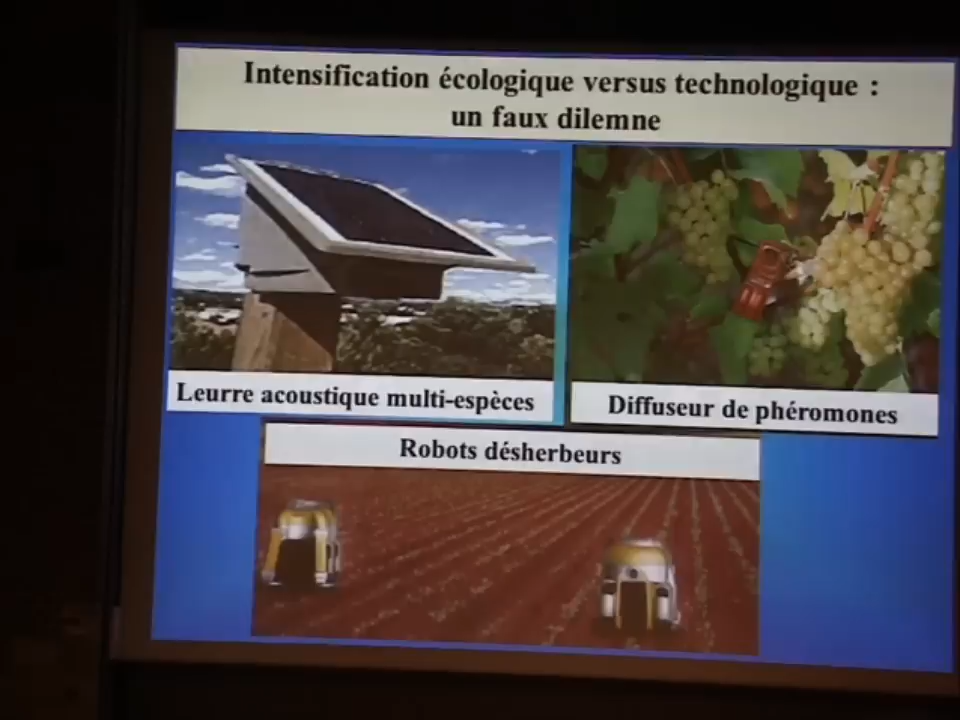 Intensification écologique versus technologique :
un faux dilemne
Leurre acoustique multi-espèces
Diffuseur de phéromones
Robots désherbeurs